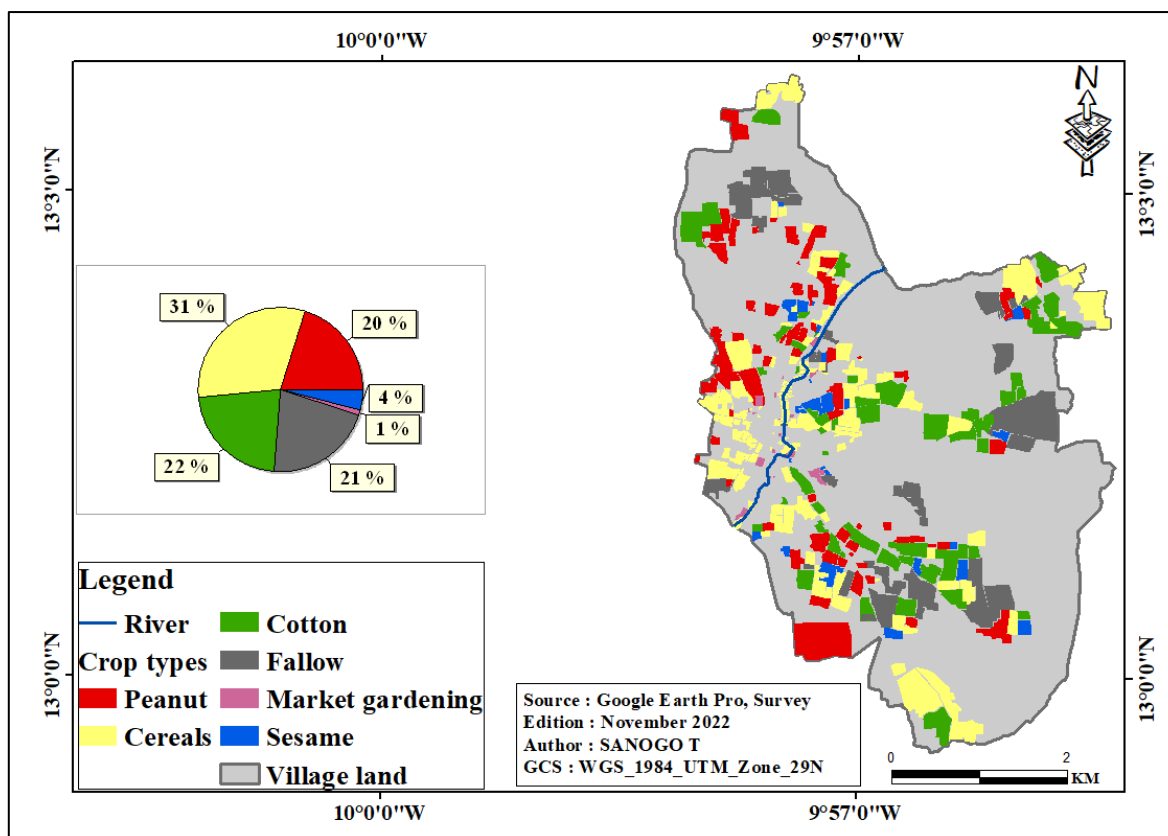 10°0'0"W
9°57'0"W
N
13°3'0"N
13°3'0"N
31 %
20 %
4 %
1 %
22 %
21 %
Legend
River
Cotton
Crop types
Fallow
Peanut
Market gardening
Cereals
Sesame
Village land
13°0'0"N
13°0'0"N
Source : Google Earth Pro, Survey
Edition : November 2022
Author : SANOGO T
GCS : WGS_1984_UTM_Zone_29N
0
2
KM
10°0'0"W
9°57'0"W